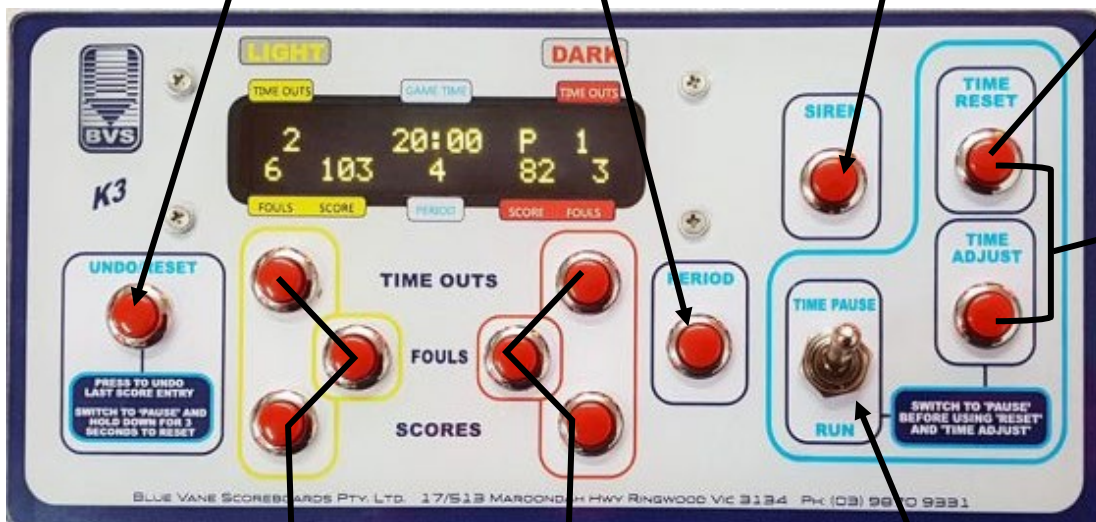 LIGHT DARK
TIME OUTS GAME TIME TIME OUTS
2 20:00 P 1
6 103 4 82 3
FOULS SCORE PERIOD SCORE FOULS
BVS
K3
SIREN
TIME RESET
TIME ADJUST
UNDO/RESET
TIME OUTS
FOULS
SCORES
PERIOD
TIME PAUSE
RUN
PRESS TO UNDO
LAST SCORE ENTRY
SWITCH TO 'PAUSE' AND
HOLD DOWN FOR 3
SECONDS TO RESET
SWITCH TO 'PAUSE'
BEFORE USING 'RESET'
AND 'TIME ADJUST'
BLUE VANE SCOREBOARDS PTY. LTD. 17/513 MAROONDAH HWY RINGWOOD VIC 3134 PH: (03) 9870 9331